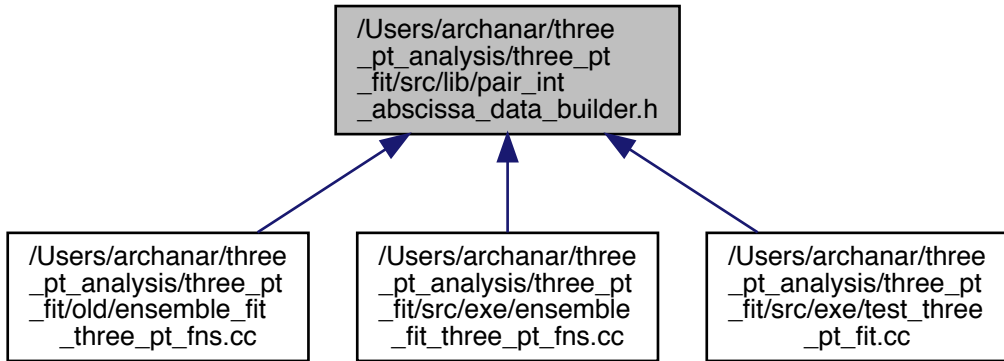 /Users/archanar/three
_pt_analysis/three_pt
_fit/src/lib/pair_int
_abscissa_data_builder.h
/Users/archanar/three
_pt_analysis/three_pt
_fit/old/ensemble_fit
_three_pt_fns.cc
/Users/archanar/three
_pt_analysis/three_pt
_fit/src/exe/ensemble
_fit_three_pt_fns.cc
/Users/archanar/three
_pt_analysis/three_pt
_fit/src/exe/test_three
_pt_fit.cc